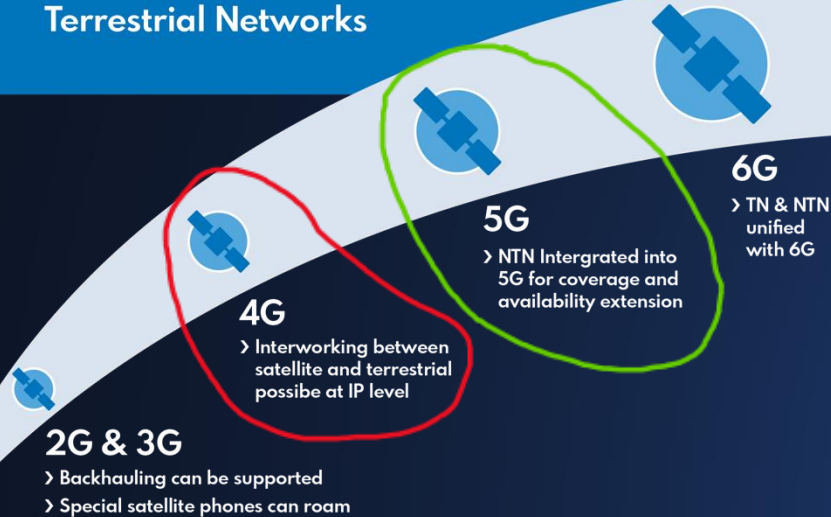 Terrestrial Networks
6G
› TN & NTN
unified
with 6G
5G
› NTN Intergrated into
5G for coverage and
availability extension
4G
› Interworking between
satellite and terrestrial
possibe at IP level
2G & 3G
› Backhauling can be supported
› Special satellite phones can roam